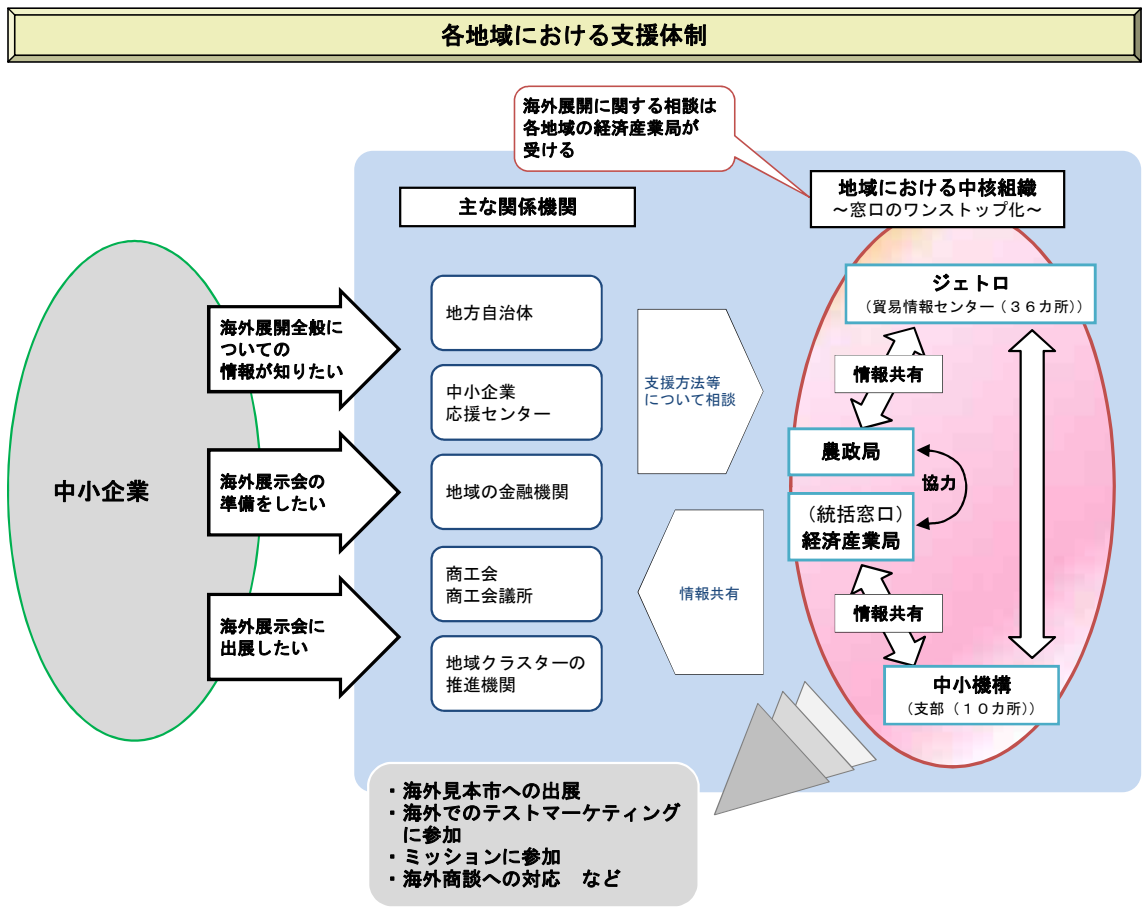 各地域における支援体制
海外展開に関する相談は
各地域の経済産業局が
受ける
主な関係機関
地域における中核組織
～窓口のワンストップ化～
中小企業
海外展開全般に
ついての
情報が知りたい
海外展示会の
準備をしたい
海外展示会に
出展したい
地方自治体
中小企業
応援センター
地域の金融機関
商工会
商工会議所
地域クラスターの
推進機関
支援方法等
について相談
情報共有
ジェトロ
（貿易情報センター（３６カ所））
情報共有
農政局
協力
（統括窓口）
経済産業局
情報共有
中小機構
（支部（１０カ所））
・海外見本市への出展
・海外でのテストマーケティング
に参加
・ミッションに参加
・海外商談への対応　など